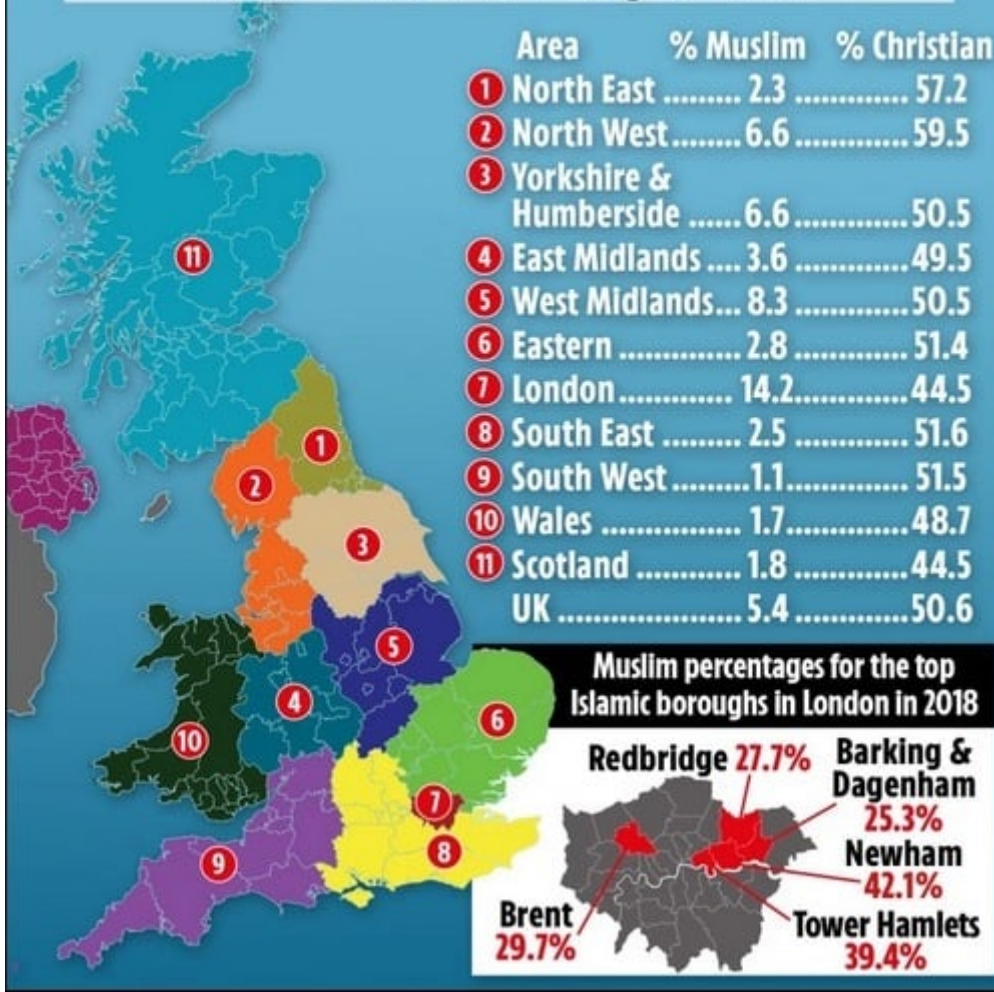 Area % Muslim % Christian
1 North East ......... 2.3 ............. 57.2
2 North West ....... 6.6 ............. 59.5
3 Yorkshire &
Humberside ...... 6.6 ............. 50.5
4 East Midlands .... 3.6 ............. 49.5
5 West Midlands... 8.3 ............. 50.5
6 Eastern ............. 2.8 ............. 51.4
7 London ............. 14.2 ............. 44.5
8 South East ........ 2.5 ............. 51.6
9 South West ........ 1.1 ............. 51.5
10 Wales .............. 1.7 ............. 48.7
11 Scotland ............ 1.8 ............. 44.5
UK .................... 5.4 ............. 50.6
11
1
2
3
5
4
6
10
7
8
9
Muslim percentages for the top
Islamic boroughs in London in 2018
Redbridge 27.7%
Barking &
Dagenham
25.3%
Newham
42.1%
Tower Hamlets
39.4%
Brent
29.7%